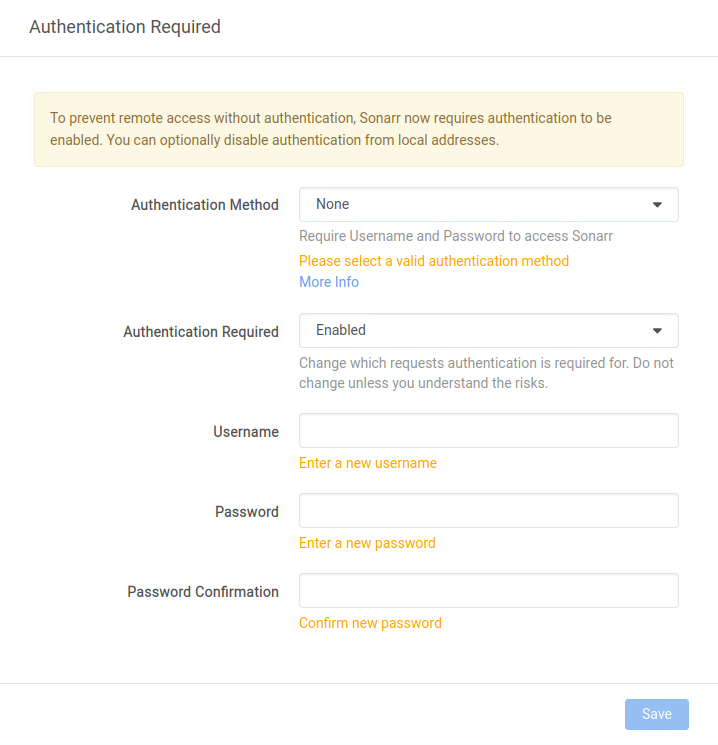 Authentication Required
To prevent remote access without authentication, Sonarr now requires authentication to be
enabled. You can optionally disable authentication from local addresses.
Authentication Method
None
Require Username and Password to access Sonarr
Please select a valid authentication method
More Info
Authentication Required
Enabled
Change which requests authentication is required for. Do not
change unless you understand the risks.
Username
Enter a new username
Password
Enter a new password
Password Confirmation
Confirm new password
Save